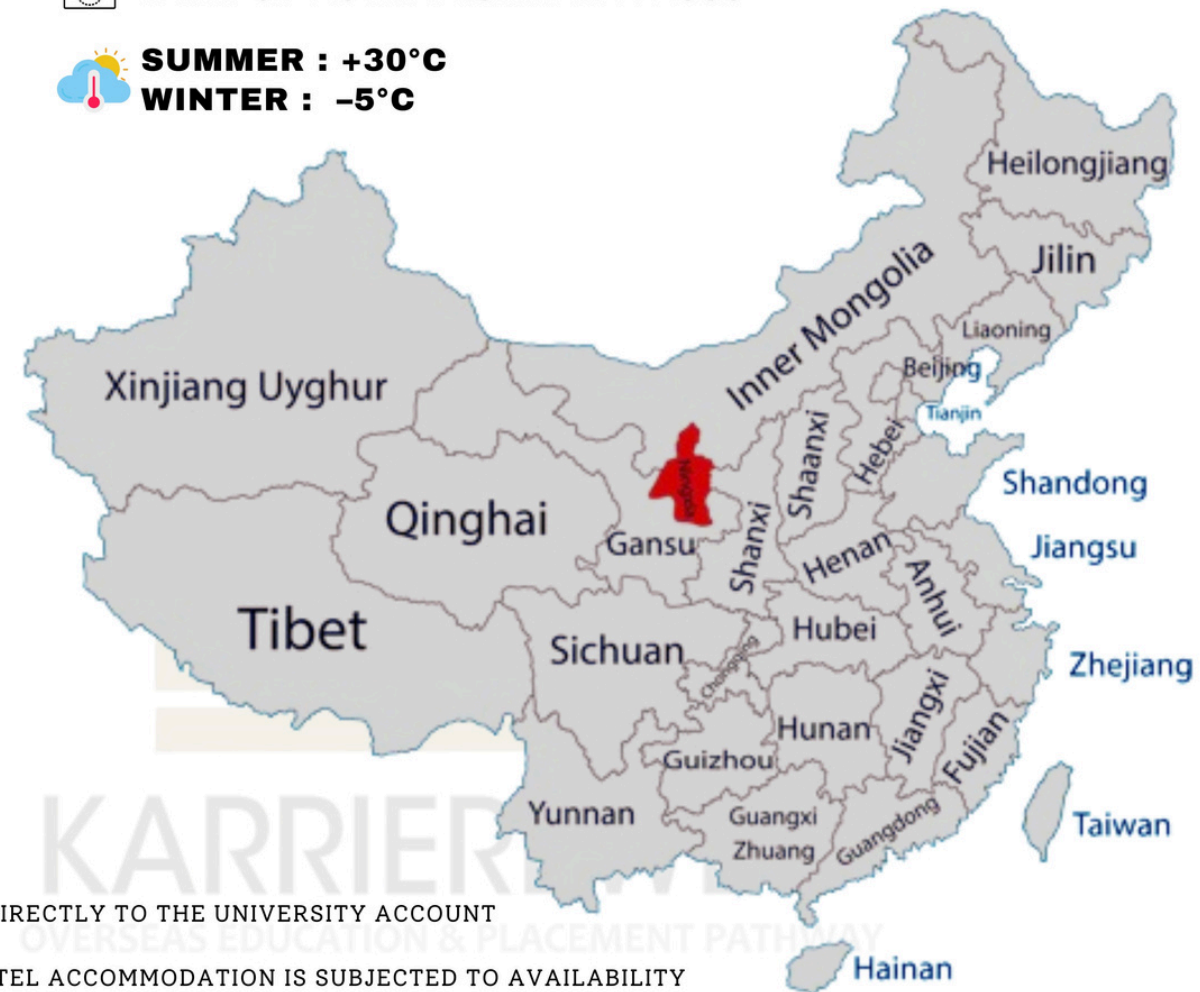 SUMMER : +30°C
WINTER : –5°C
Heilongjiang
Jilin
Inner Mongolia
Liaoning
Beijing
Xinjiang Uyghur
Tianjin
Shaanxi
Hebei
Ningxia
Shandong
Qinghai
Gansu
Shanxi
Henan
Jiangsu
Anhui
Tibet
Sichuan
Hubei
Chongqing
Zhejiang
Hunan
Jiangxi
Fujian
Guizhou
Yunnan
Guangxi
Zhuang
Guangdong
Taiwan
KARRIER
IRECTLY TO THE UNIVERSITY ACCOUNT
OVERSEAS EDUCATION & PLACEMENT PATHWAY
TEL ACCOMMODATION IS SUBJECTED TO AVAILABILITY
Hainan